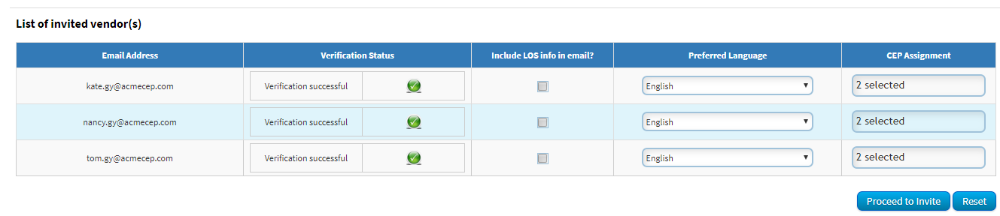 List of invited vendor(s)
Email Address Verification Status Include LOS info in email? Preferred Language CEP Assignment
kate.gy@acmecep.com Verification successful English 2 selected
nancy.gy@acmecep.com Verification successful English 2 selected
tom.gy@acmecep.com Verification successful English 2 selected
Proceed to Invite Reset